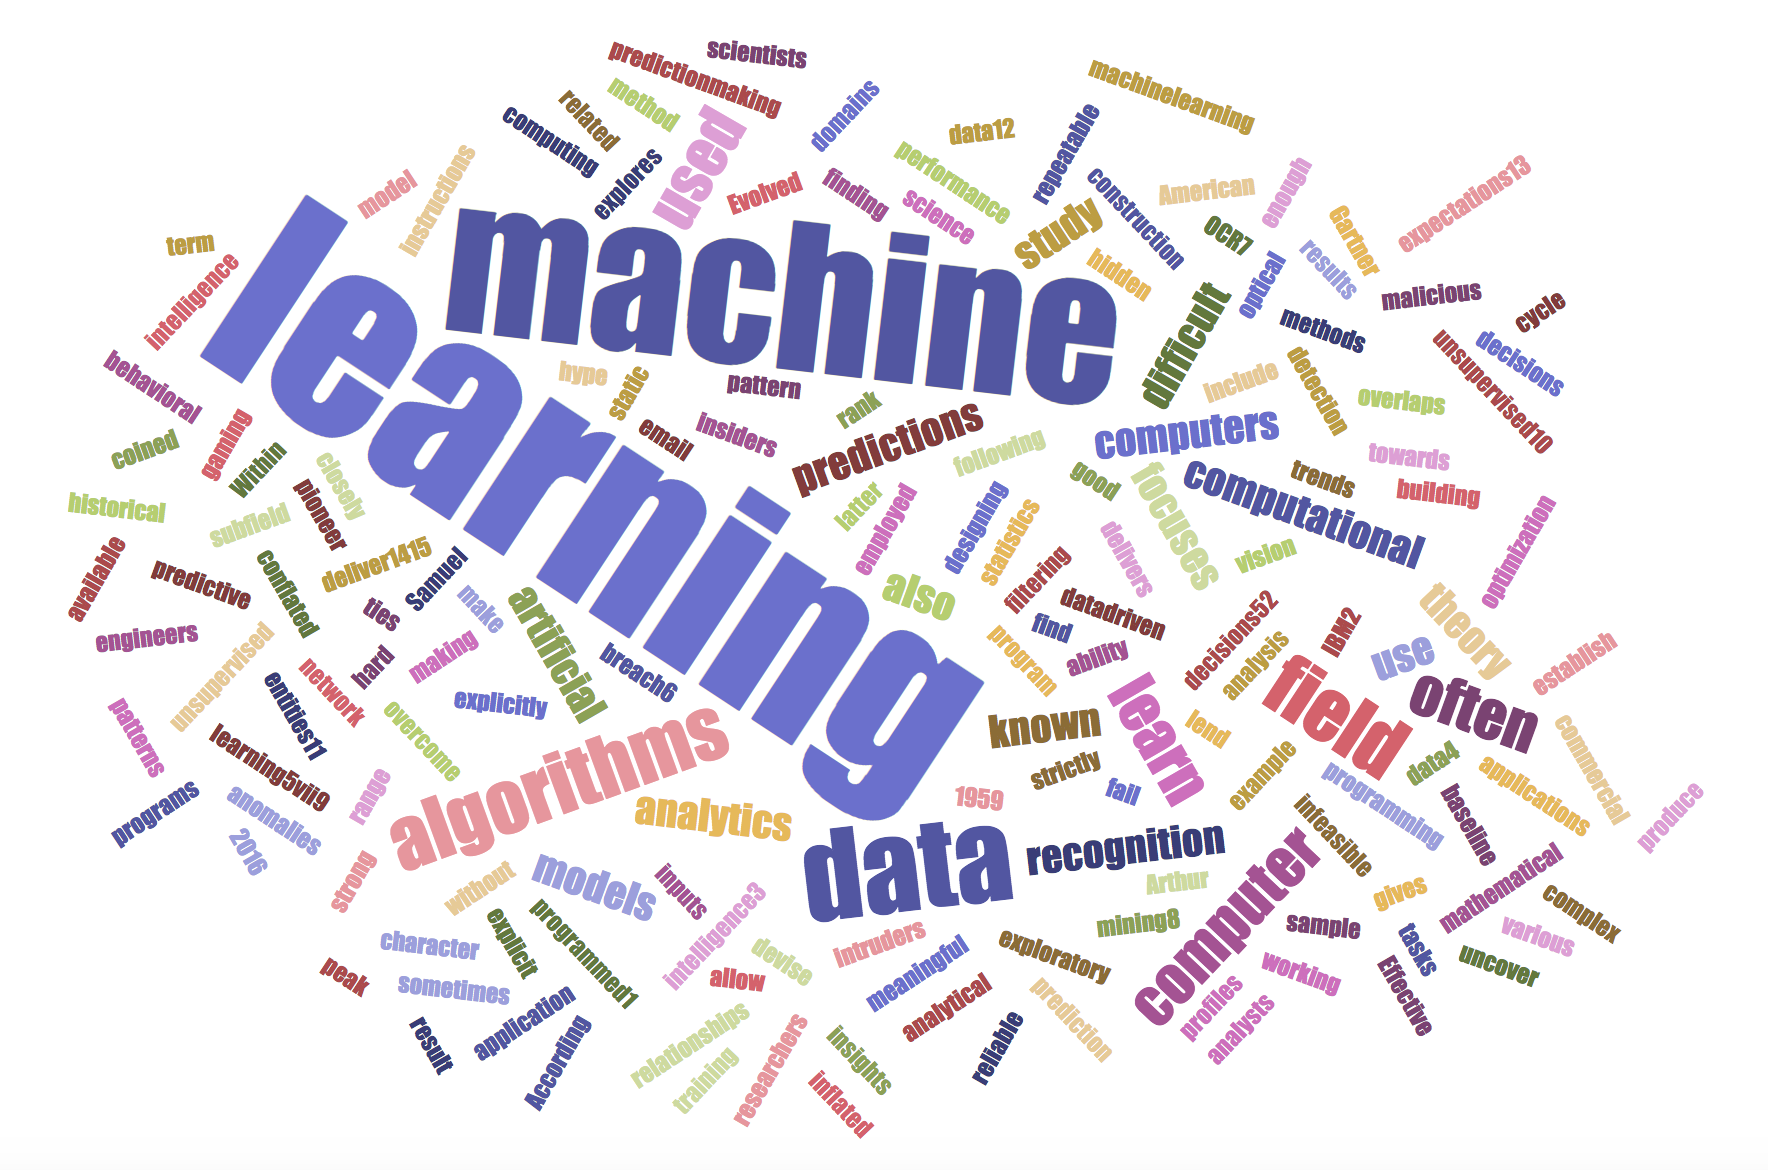 scientists
predictionmaking
machinelearning
method
related
domains
computing
used
data12
repeatable
explores
performance
model
Instructions
Evolved
finding
science
construction
American
enough
expectations13
study
OCR7
Gartner
term
intelligence
machine
hidden
optical
results
malicious
cycle
learning
difficult
methods
decisions
unsupervised10
behavioral
hype
static
pattern
rank
include
detection
overlaps
gaming
email
insiders
predictions
following
computers
towards
coined
Within
closely
pioneer
latter
employed
good
focuses
computational
trends
building
historical
subfield
designing
statistics
delivers
vision
optimization
available
predictive
conflated
deliver1415
Samuel
ties
make
artificial
also
filtering
datadriven
find
engineers
unsupervised
hard
making
breach6
program
ability
decisions52
analysis
IBM2
use
theory
establish
network
entities11
explicitly
patterns
overcome
known
learn
lend
field
often
learning5vii9
algorithms
strictly
example
data4
applications
commercial
programs
anomalies
range
analytics
1959
fail
programming
baseline
produce
2016
data
recognition
infeasible
strong
without
models
inputs
Arthur
computer
gives
mathematical
complex
character
explicit
programmed1
intelligence3
devise
intruders
mining8
sample
various
peak
sometimes
allow
meaningful
exploratory
working
tasks
uncover
result
application
According
analytical
prediction
profiles
analysts
Effective
relationships
training
researchers
insights
reliable
inflated